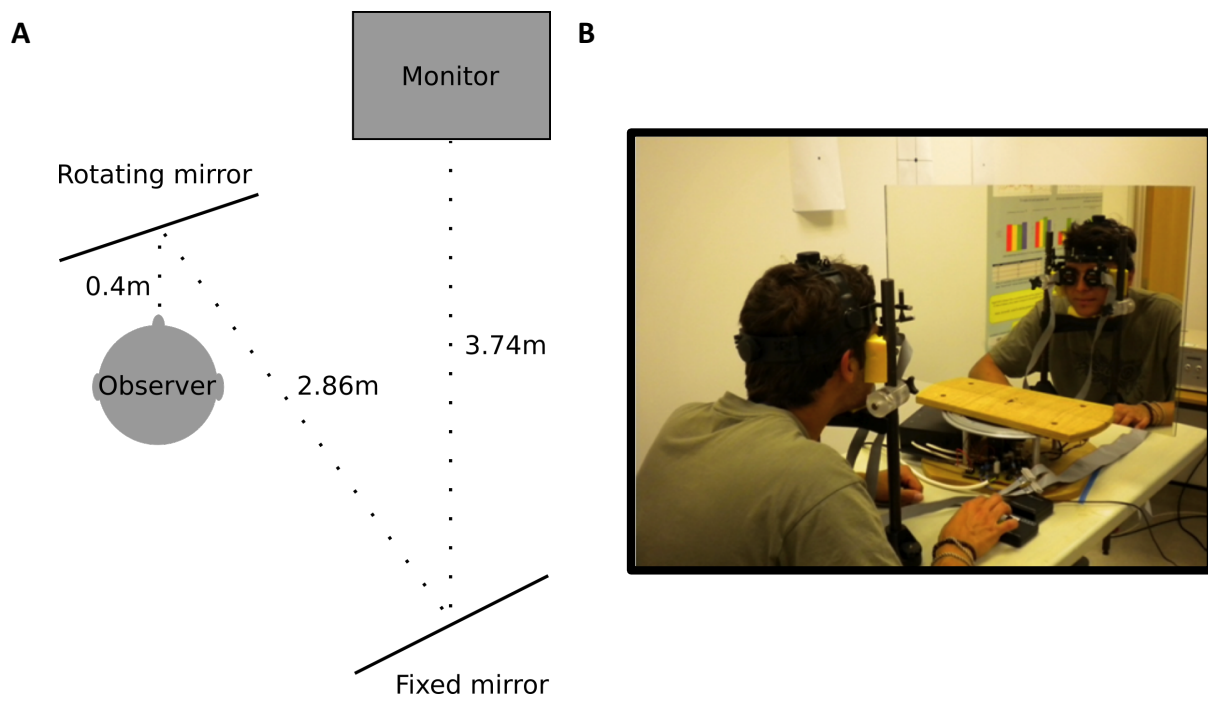 A
B
Monitor
Rotating mirror
0.4m
Observer
2.86m
3.74m
Fixed mirror